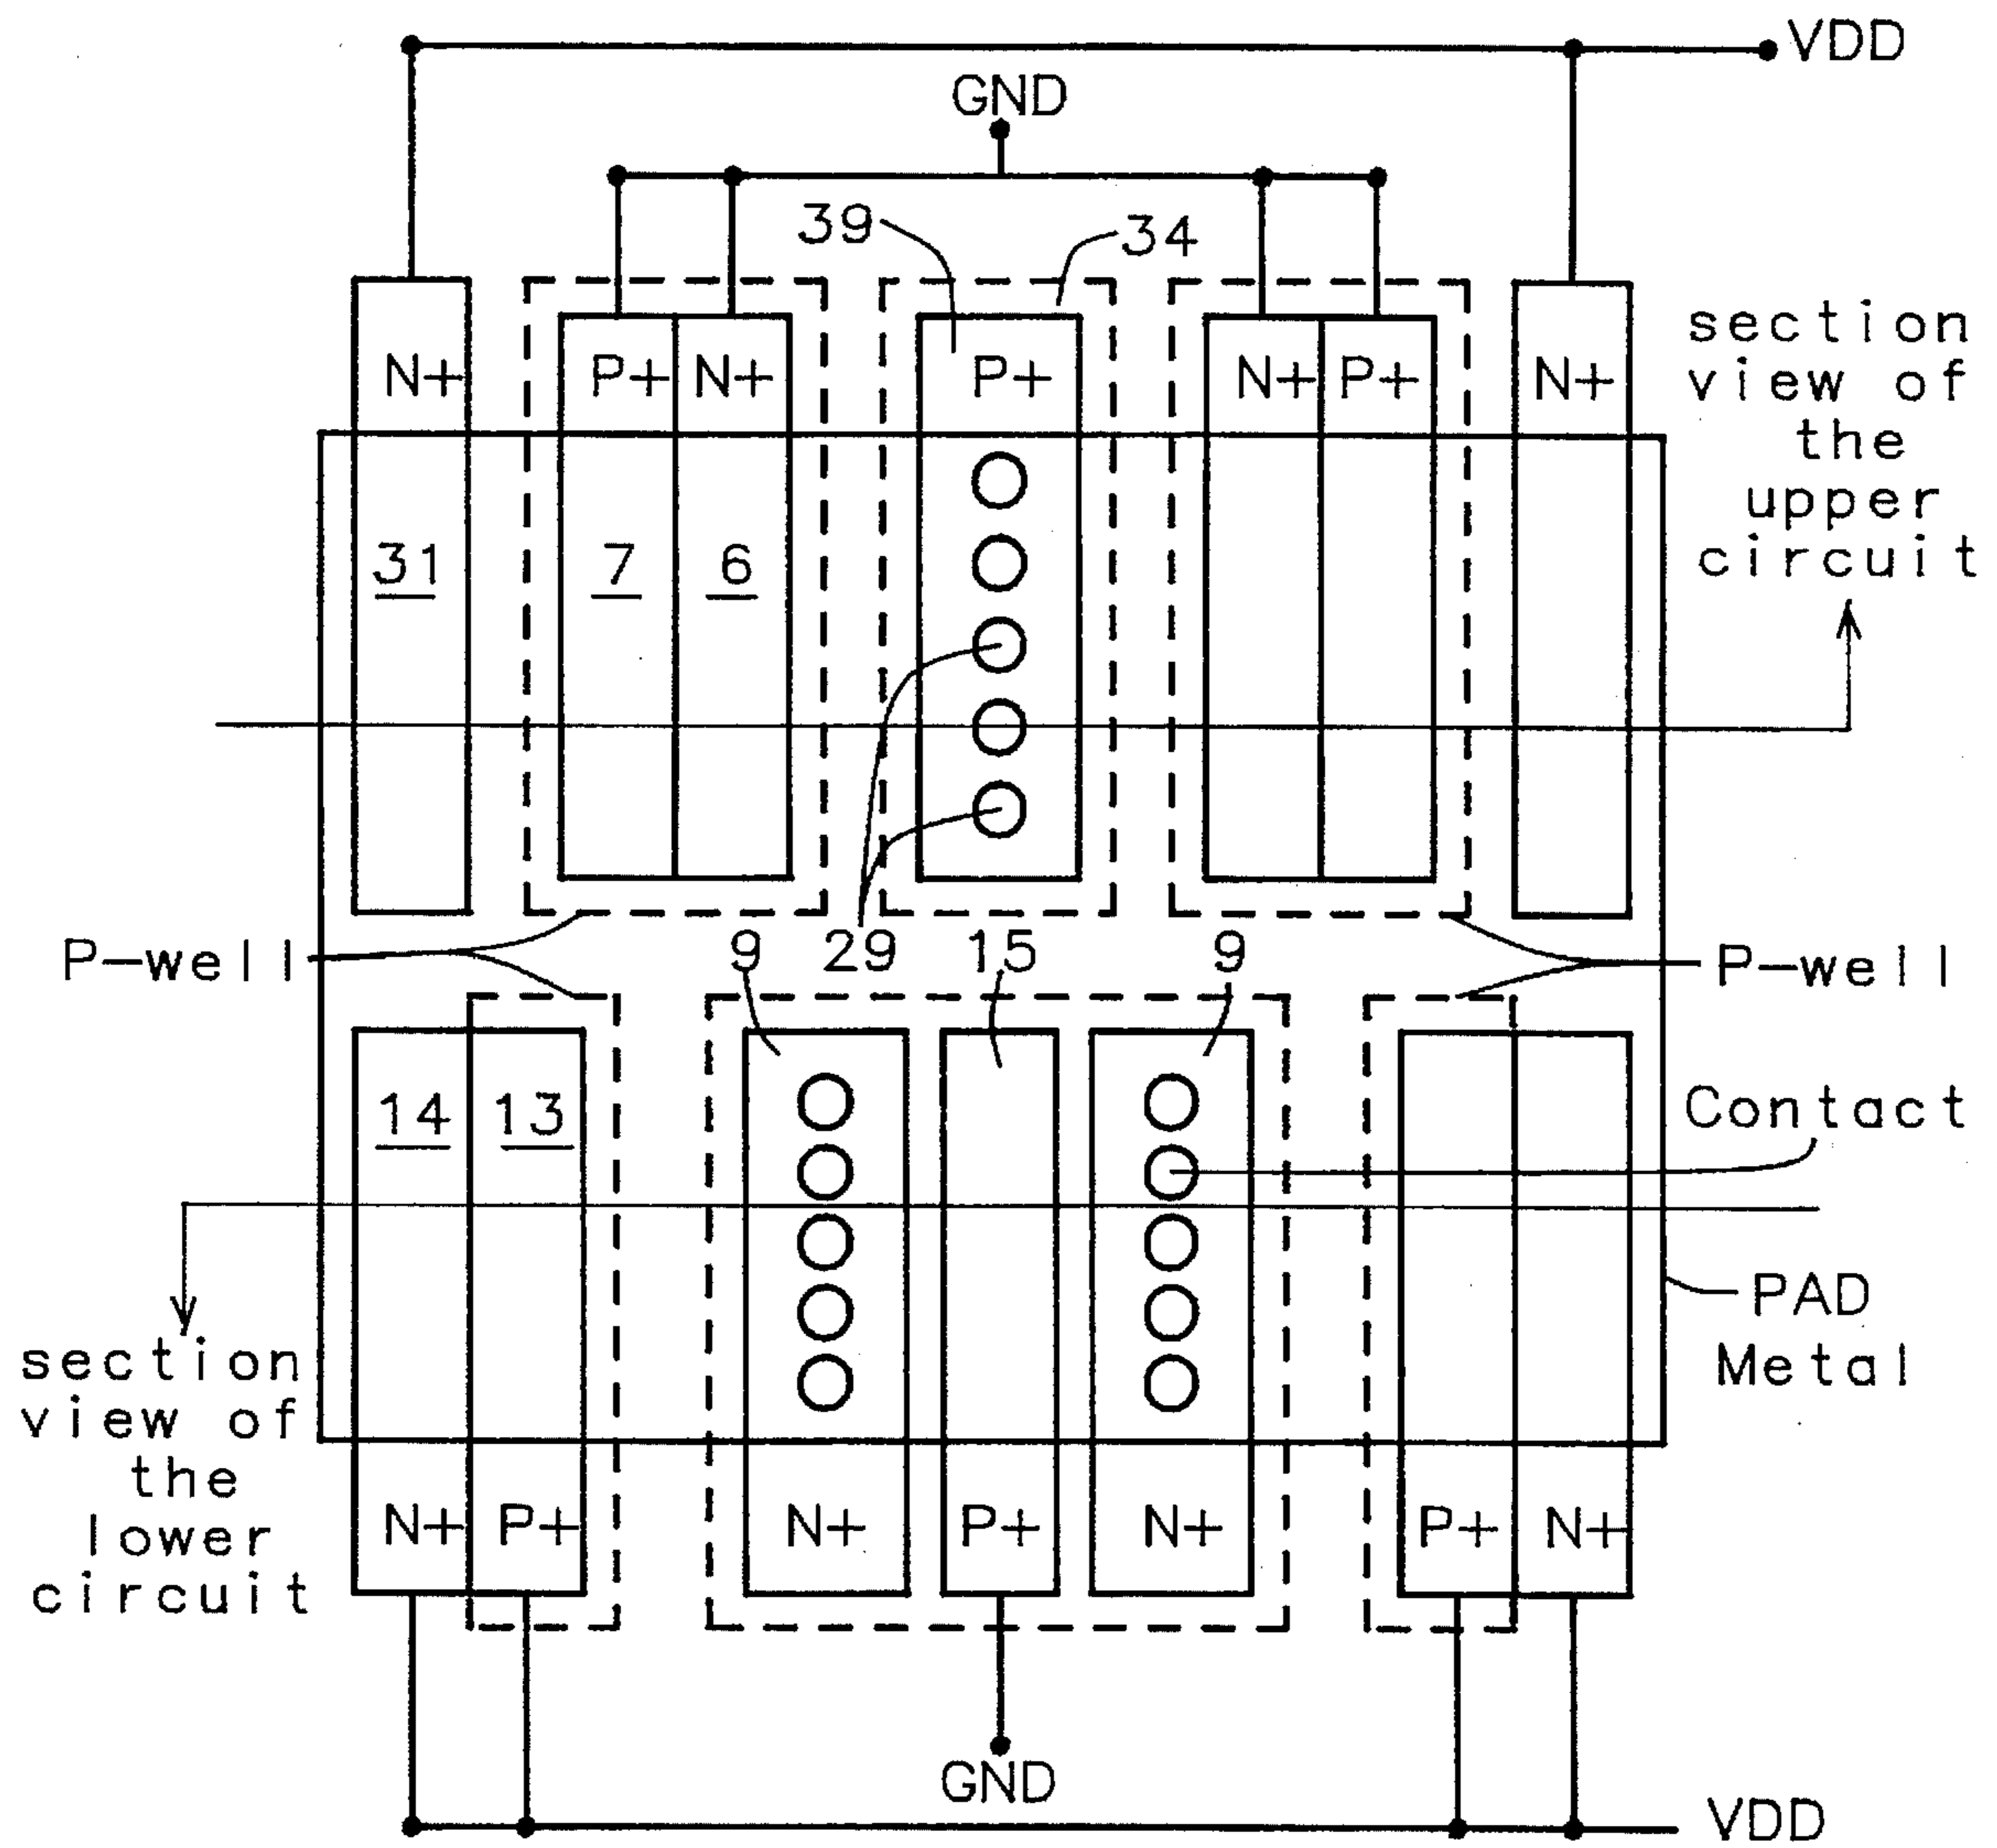 VDD
GND
39
34
N+
P+
N+
P+
N+
P+
N+
section
view of
the
upper
circuit
31
7
6
P-well
9
29
15
9
P-well
14
13
Contact
PAD
Metal
section
view of
the
lower
circuit
N+
P+
N+
P+
N+
P+
N+
GND
VDD